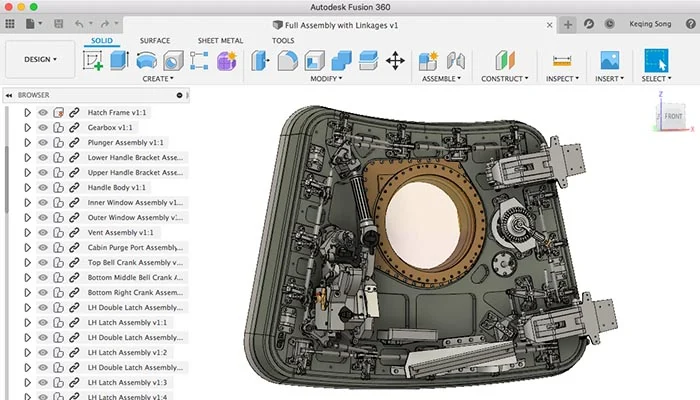 Autodesk Fusion 360
Full Assembly with Linkages v1
Keqing Song
SOLID SURFACE SHEET METAL TOOLS
DESIGN
CREATE MODIFY ASSEMBLE CONSTRUCT INSPECT INSERT SELECT
BROWSER
Hatch Frame v1:1
Gearbox v1:1
Plunger Assembly v1:1
Lower Handle Bracket Asse...
Upper Handle Bracket Asse...
Handle Body v1:1
Inner Window Assembly v1...
Outer Window Assembly v1:...
Vent Assembly v1:1
Cabin Purge Port Assembly...
Top Bell Crank Assembly v...
Bottom Middle Bell Crank A...
Bottom Right Crank Assem...
LH Double Latch Assembly...
LH Latch Assembly v1:1
LH Latch Assembly v1:2
LH Double Latch Assembly...
LH Latch Assembly v1:3
LH Latch Assembly v1:4
Z
FRONT
X